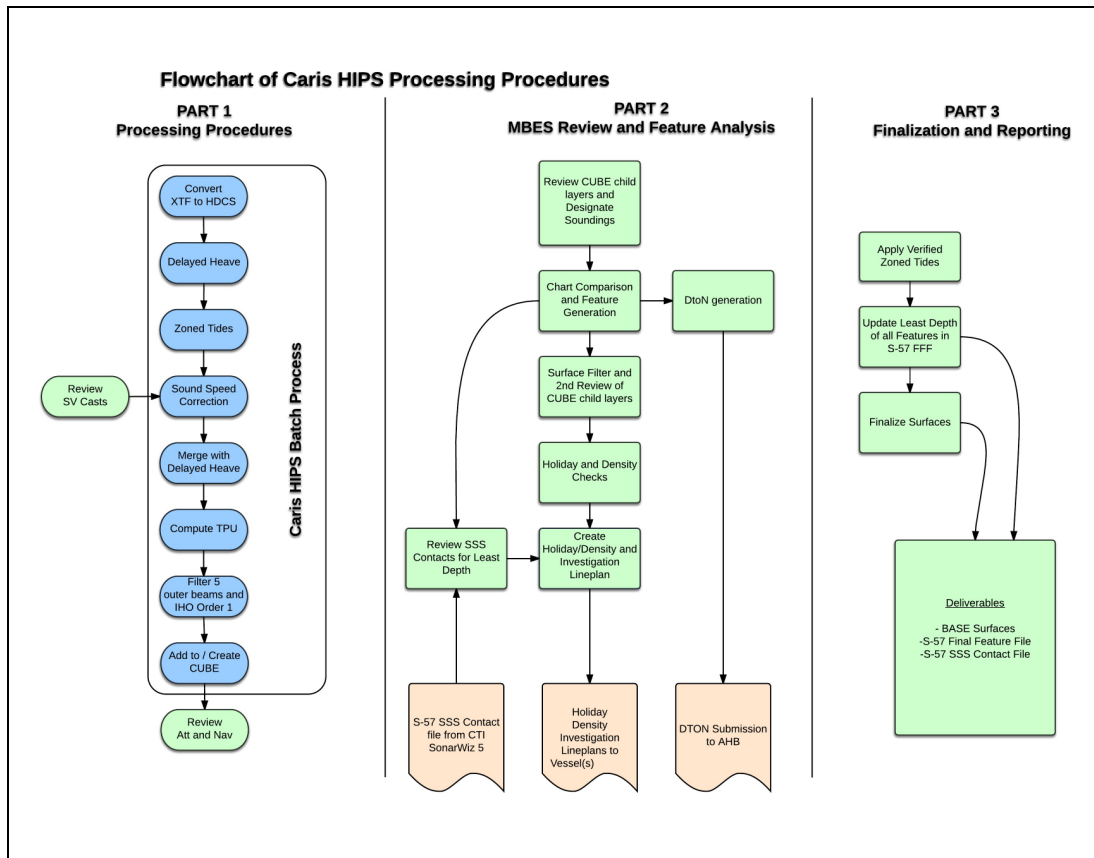 Flowchart of Caris HIPS Processing Procedures
PART 1
Processing Procedures
Convert
XTF to HDCS
Delayed Heave
Zoned Tides
Review
SV Casts
Sound Speed
Correction
Merge with
Delayed Heave
Compute TPU
Filter 5
outer beams and
IHO Order 1
Add to / Create
CUBE
Caris HIPS Batch Process
Review
Att and Nav
PART 2
MBES Review and Feature Analysis
Review CUBE child
layers and
Designate
Soundings
Chart Comparison
and Feature
Generation
DtoN generation
Surface Filter and
2nd Review of
CUBE child layers
Holiday and Density
Checks
Review SSS
Contacts for Least
Depth
Create
Holiday/Density and
Investigation
Lineplan
S-57 SSS Contact
file from CTI
SonarWiz 5
Holiday
Density
Investigation
Lineplans to
Vessel(s)
DTON Submission
to AHB
PART 3
Finalization and Reporting
Apply Verified
Zoned Tides
Update Least Depth
of all Features in
S-57 FFF
Finalize Surfaces
Deliverables
- BASE Surfaces
-S-57 Final Feature File
-S-57 SSS Contact File